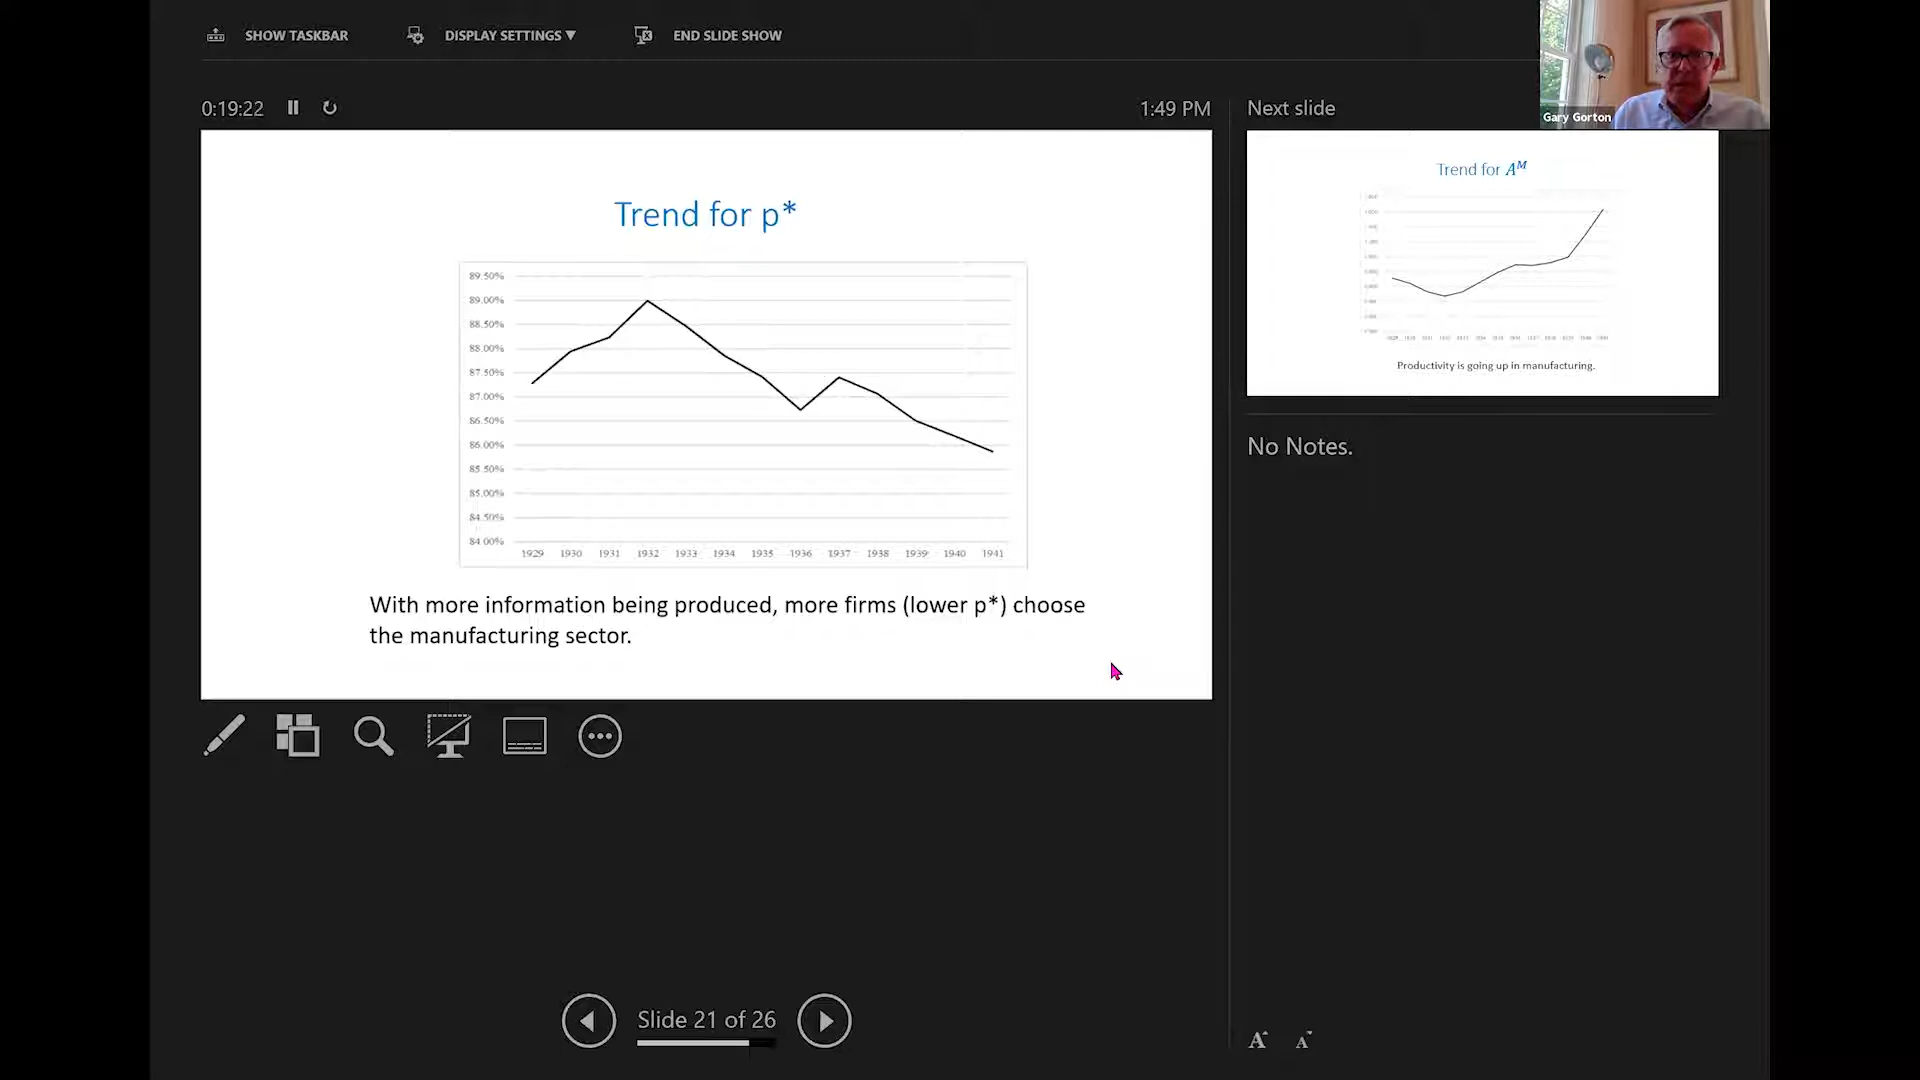 SHOW TASKBAR
DISPLAY SETTINGS ▼
END SLIDE SHOW
0:19:22
1:49 PM
Next slide
Gary Gorton
Trend for p*
89.50%
89.00%
88.50%
88.00%
87.50%
87.00%
86.50%
86.00%
85.50%
85.00%
84.50%
84.00%
1929 1930 1931 1932 1933 1934 1935 1936 1937 1938 1939 1940 1941
With more information being produced, more firms (lower p*) choose
the manufacturing sector.
Trend for A^M
Productivity is going up in manufacturing.
No Notes.
Slide 21 of 26
A A